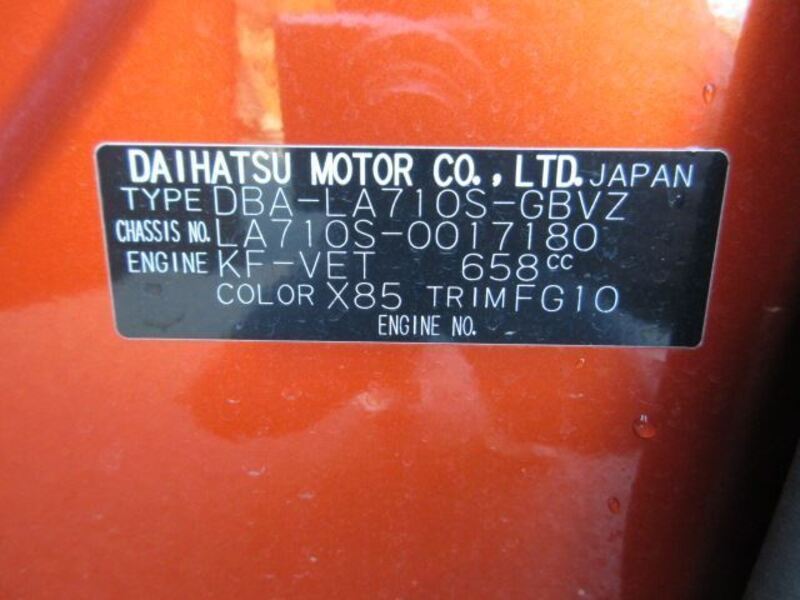 DAIHATSU MOTOR CO., LTD. JAPAN
TYPE DBA-LA710S-GBVZ
CHASSIS NO. LA710S-0017180
ENGINE KF-VET 658cc
COLOR X85 TRIM FG10
ENGINE NO.